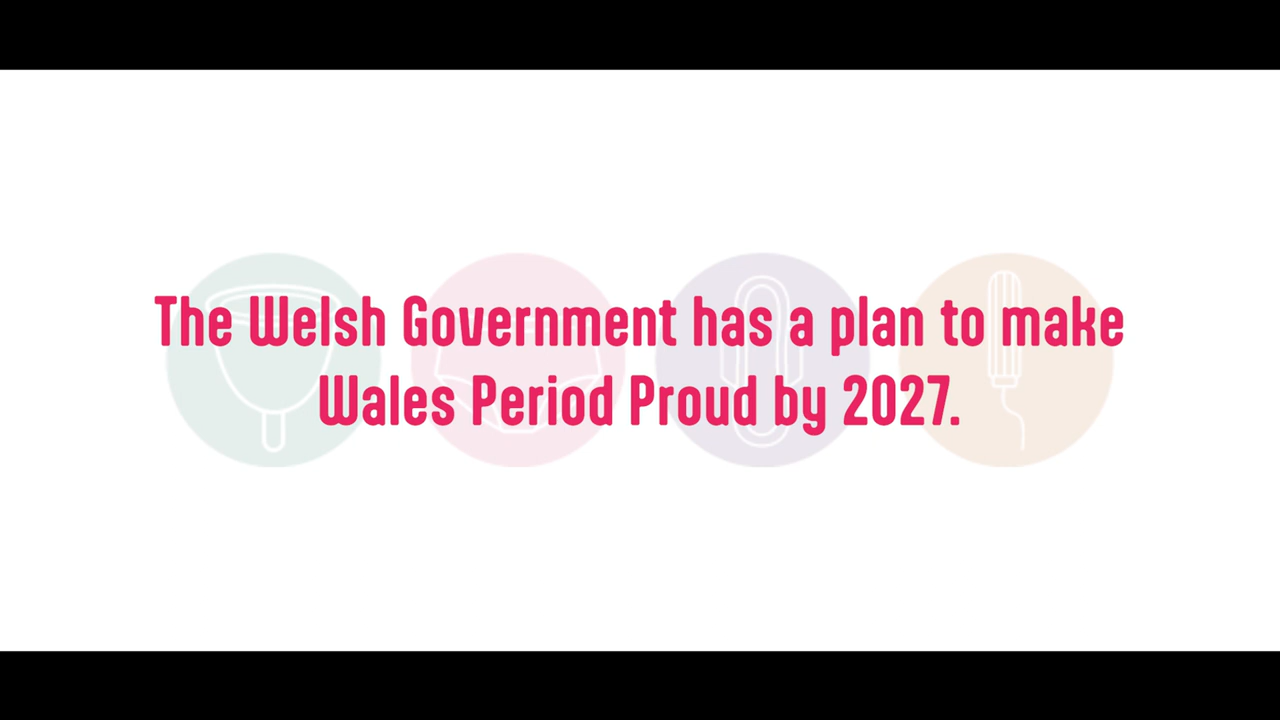 The Welsh Government has a plan to make
Wales Period Proud by 2027.